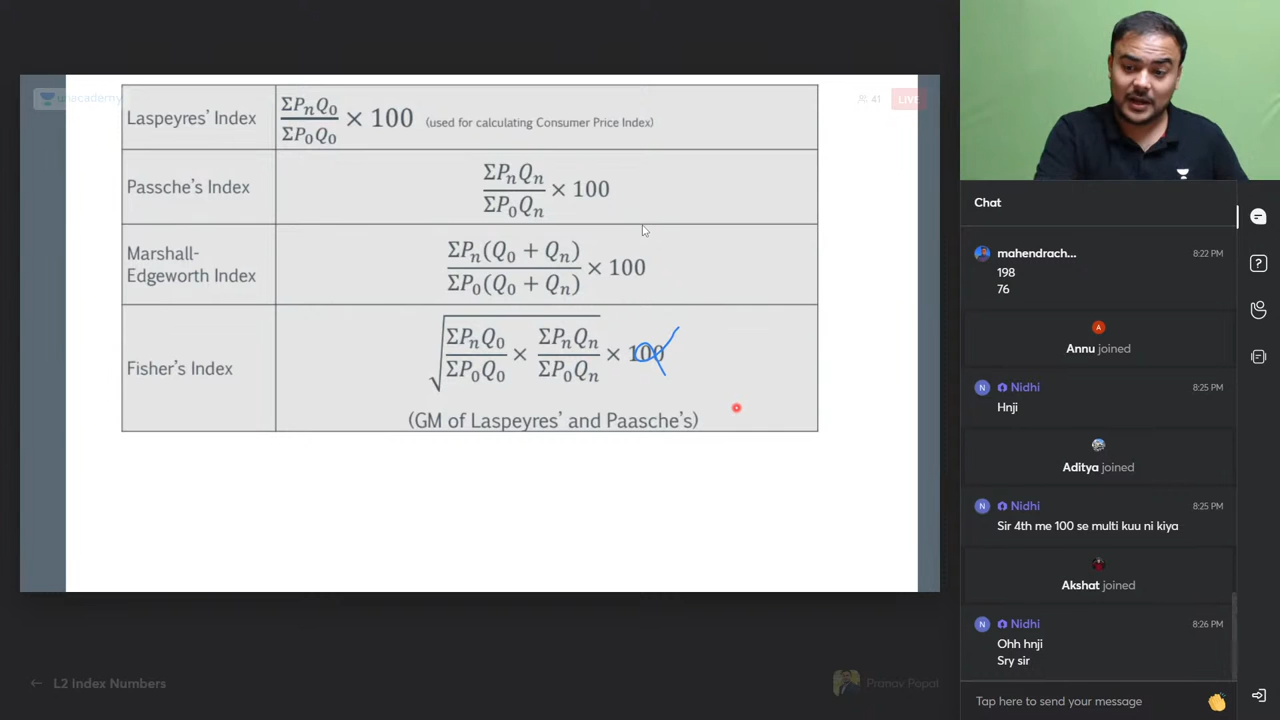 unacademy
41
LIVE
Laspeyres' Index
ΣPₙQ₀ / ΣP₀Q₀ × 100 (used for calculating Consumer Price Index)
Passche's Index
ΣPₙQₙ / ΣP₀Qₙ × 100
Marshall-
Edgeworth Index
ΣPₙ(Q₀ + Qₙ) / ΣP₀(Q₀ + Qₙ) × 100
Fisher's Index
√(ΣPₙQ₀ / ΣP₀Q₀ × ΣPₙQₙ / ΣP₀Qₙ) × 100
(GM of Laspeyres' and Paasche's)
L2 Index Numbers
Pranav Popat
Chat
mahendrach...
8:22 PM
198
76
Annu joined
Nidhi
8:25 PM
Hnji
Aditya joined
Nidhi
8:25 PM
Sir 4th me 100 se multi kuu ni kiya
Akshat joined
Nidhi
8:26 PM
Ohh hnji
Sry sir
Tap here to send your message